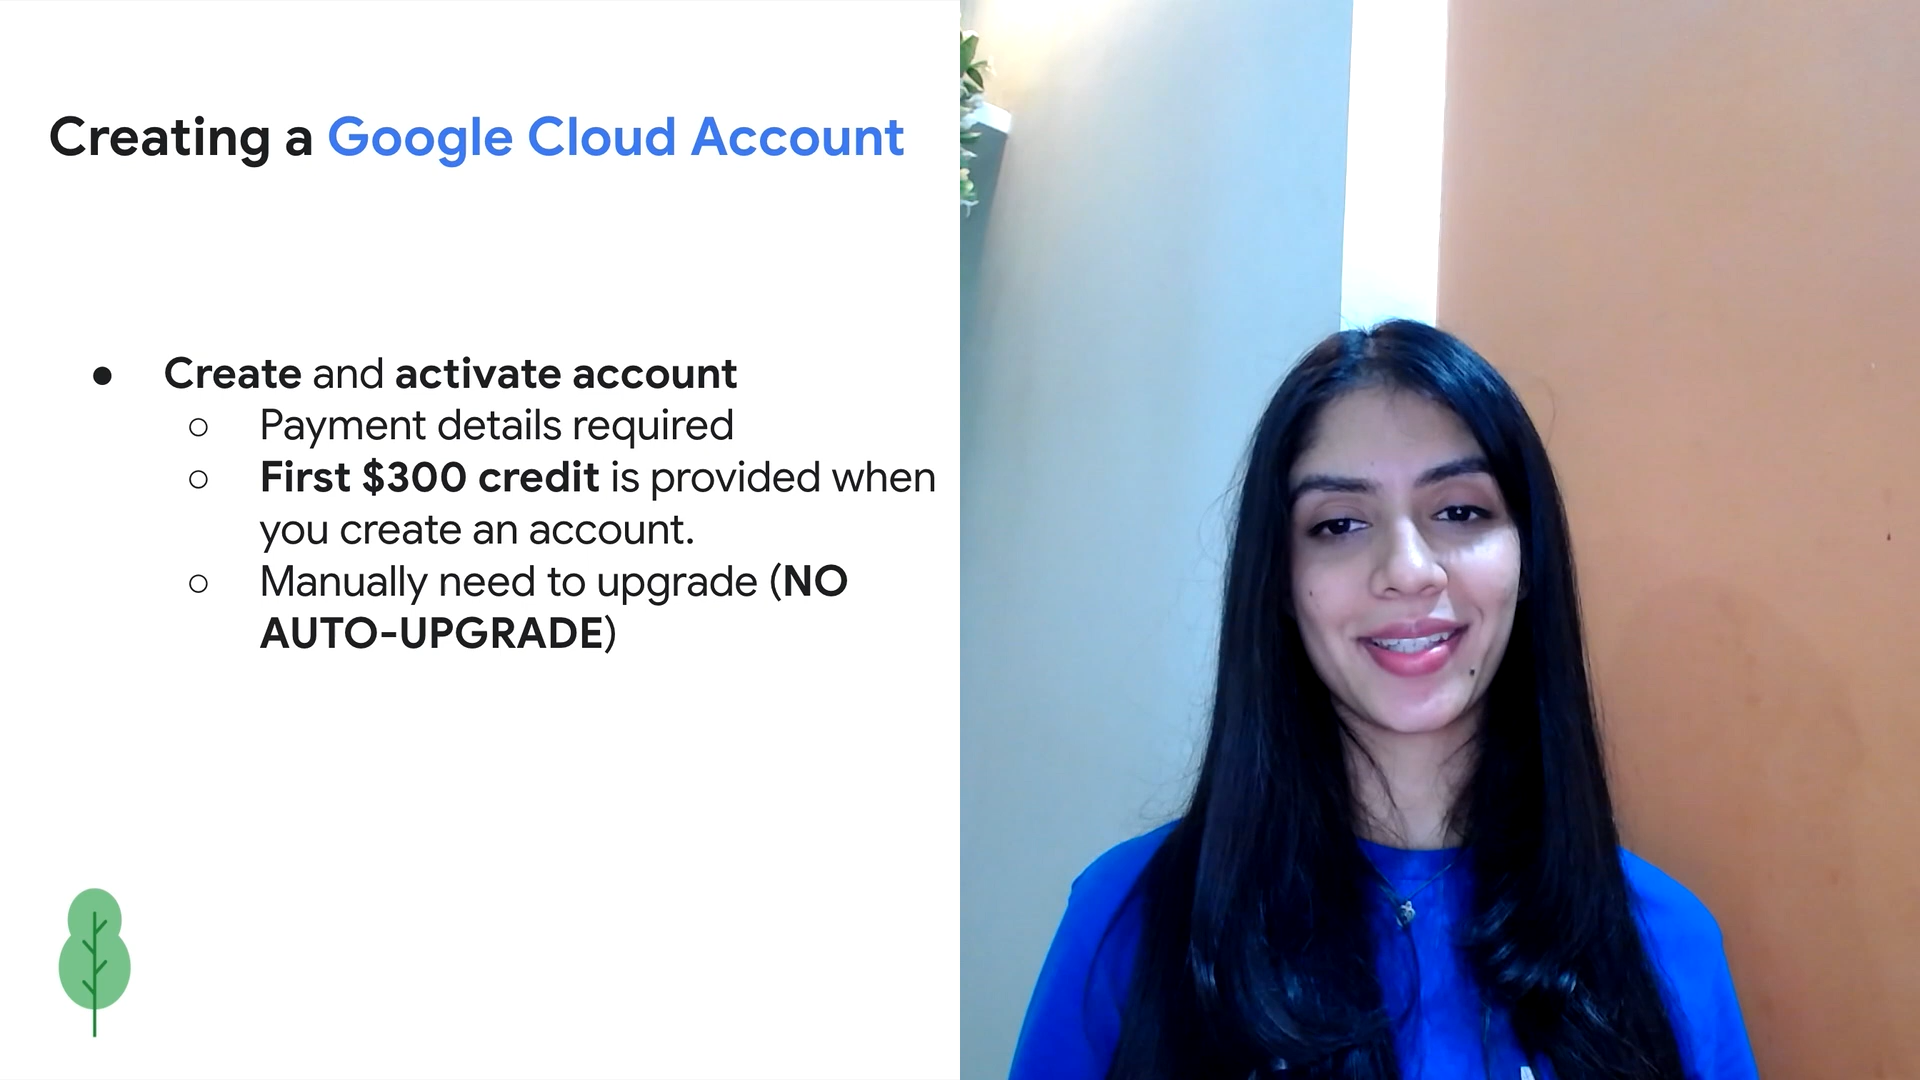 Creating a Google Cloud Account
● Create and activate account
○ Payment details required
○ First $300 credit is provided when
you create an account.
○ Manually need to upgrade (NO
AUTO-UPGRADE)